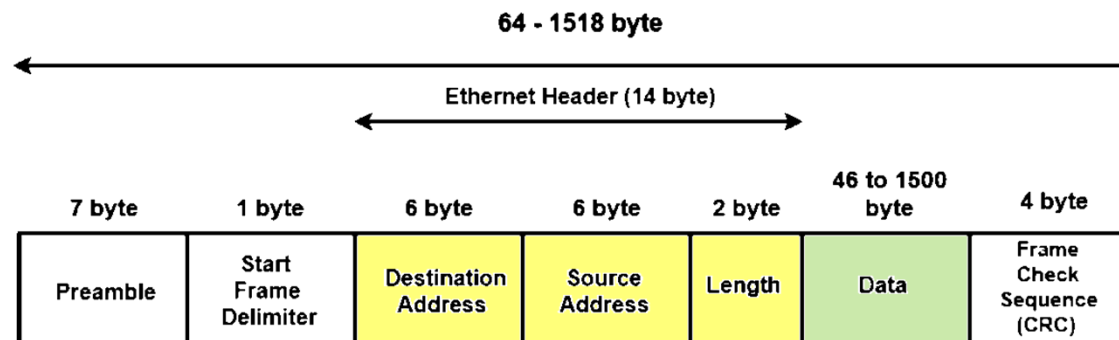 64 - 1518 byte
Ethernet Header (14 byte)
7 byte
1 byte
6 byte
6 byte
2 byte
46 to 1500
byte
4 byte
Preamble
Start
Frame
Delimiter
Destination
Address
Source
Address
Length
Data
Frame
Check
Sequence
(CRC)